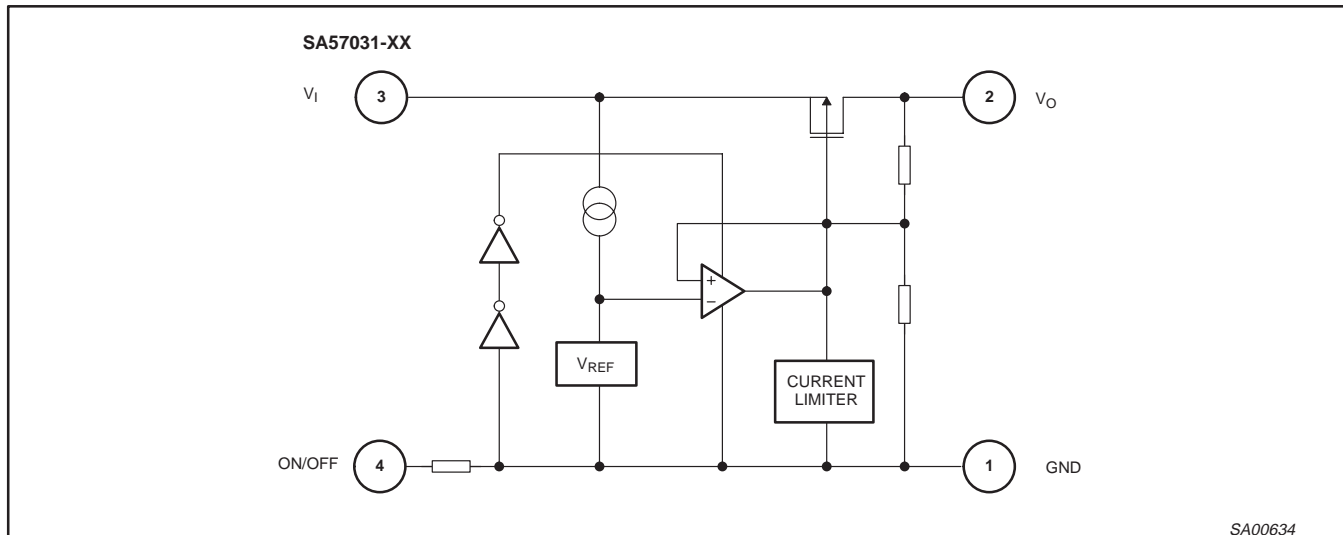 SA57031-XX
VI 3 2 VO
+
−
VREF
CURRENT
LIMITER
ON/OFF 4 1 GND
SA00634